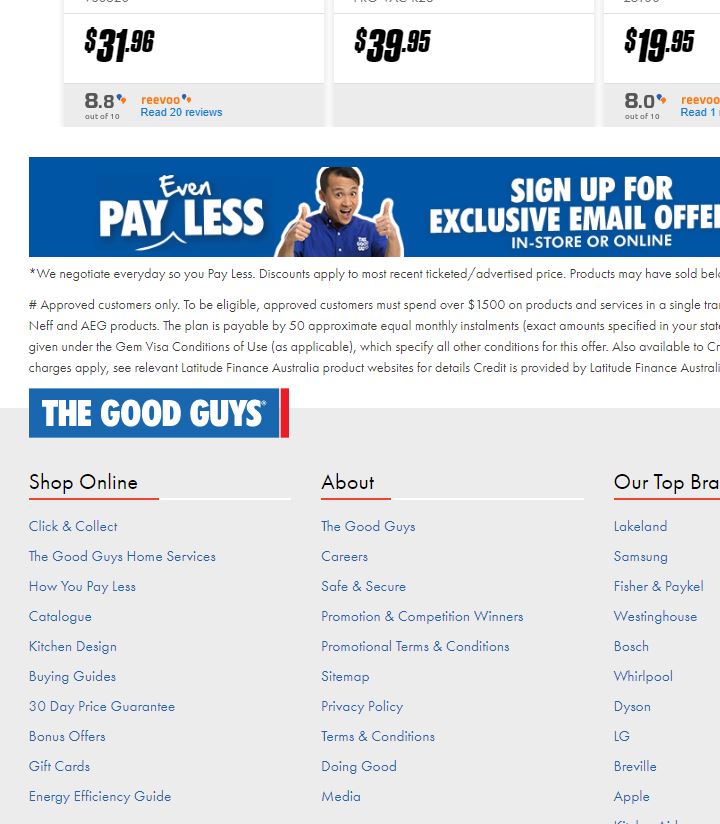 $31.96
$39.95
$19.95
8.8 reevoo
out of 10 Read 20 reviews
8.0 reevoo
out of 10 Read 1
Even
PAY LESS
SIGN UP FOR
EXCLUSIVE EMAIL OFFE
IN-STORE OR ONLINE
*We negotiate everyday so you Pay Less. Discounts apply to most recent ticketed/advertised price. Products may have sold bel
# Approved customers only. To be eligible, approved customers must spend over $1500 on products and services in a single tra
Neff and AEG products. The plan is payable by 50 approximate equal monthly instalments (exact amounts specified in your stat
given under the Gem Visa Conditions of Use (as applicable), which specify all other conditions for this offer. Also available to Cr
charges apply, see relevant Latitude Finance Australia product websites for details Credit is provided by Latitude Finance Austral
THE GOOD GUYS
Shop Online
Click & Collect
The Good Guys Home Services
How You Pay Less
Catalogue
Kitchen Design
Buying Guides
30 Day Price Guarantee
Bonus Offers
Gift Cards
Energy Efficiency Guide
About
The Good Guys
Careers
Safe & Secure
Promotion & Competition Winners
Promotional Terms & Conditions
Sitemap
Privacy Policy
Terms & Conditions
Doing Good
Media
Our Top Bra
Lakeland
Samsung
Fisher & Paykel
Westinghouse
Bosch
Whirlpool
Dyson
LG
Breville
Apple